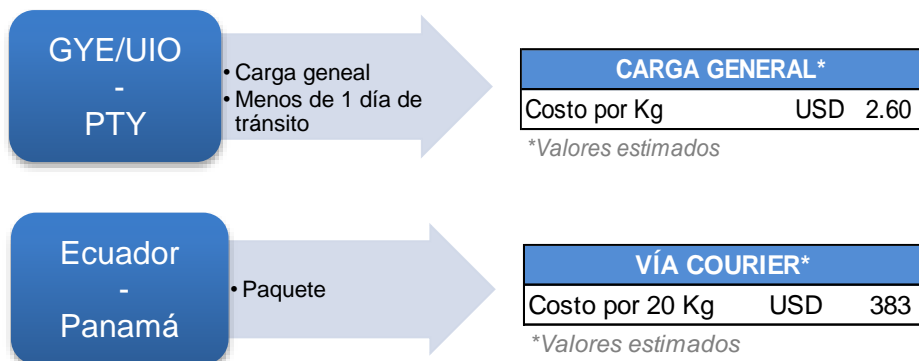 GYE/UIO
-
PTY
• Carga geneal
• Menos de 1 día de
tránsito
CARGA GENERAL*
Costo por Kg USD 2.60
*Valores estimados
Ecuador
-
Panamá
• Paquete
VÍA COURIER*
Costo por 20 Kg USD 383
*Valores estimados